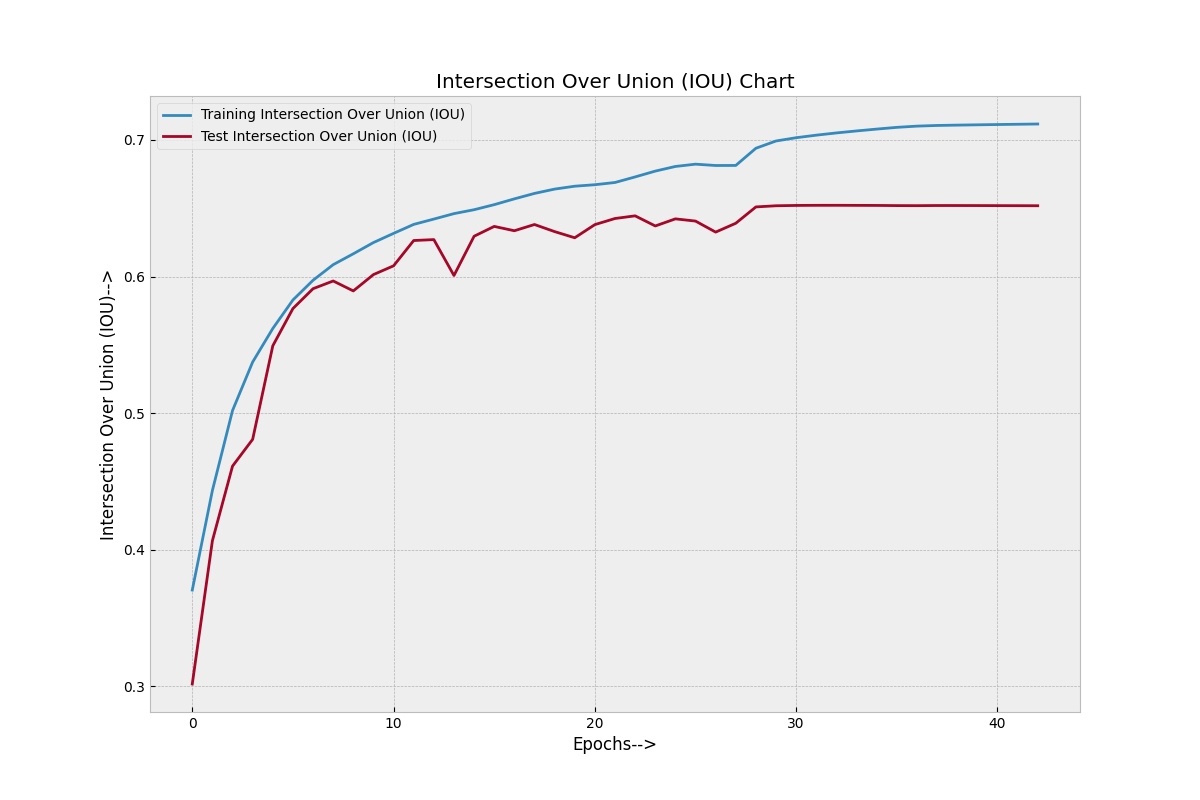 Intersection Over Union (IOU) Chart
Training Intersection Over Union (IOU)
Test Intersection Over Union (IOU)
Intersection Over Union (IOU)-->
0.7
0.6
0.5
0.4
0.3
0 10 20 30 40
Epochs-->